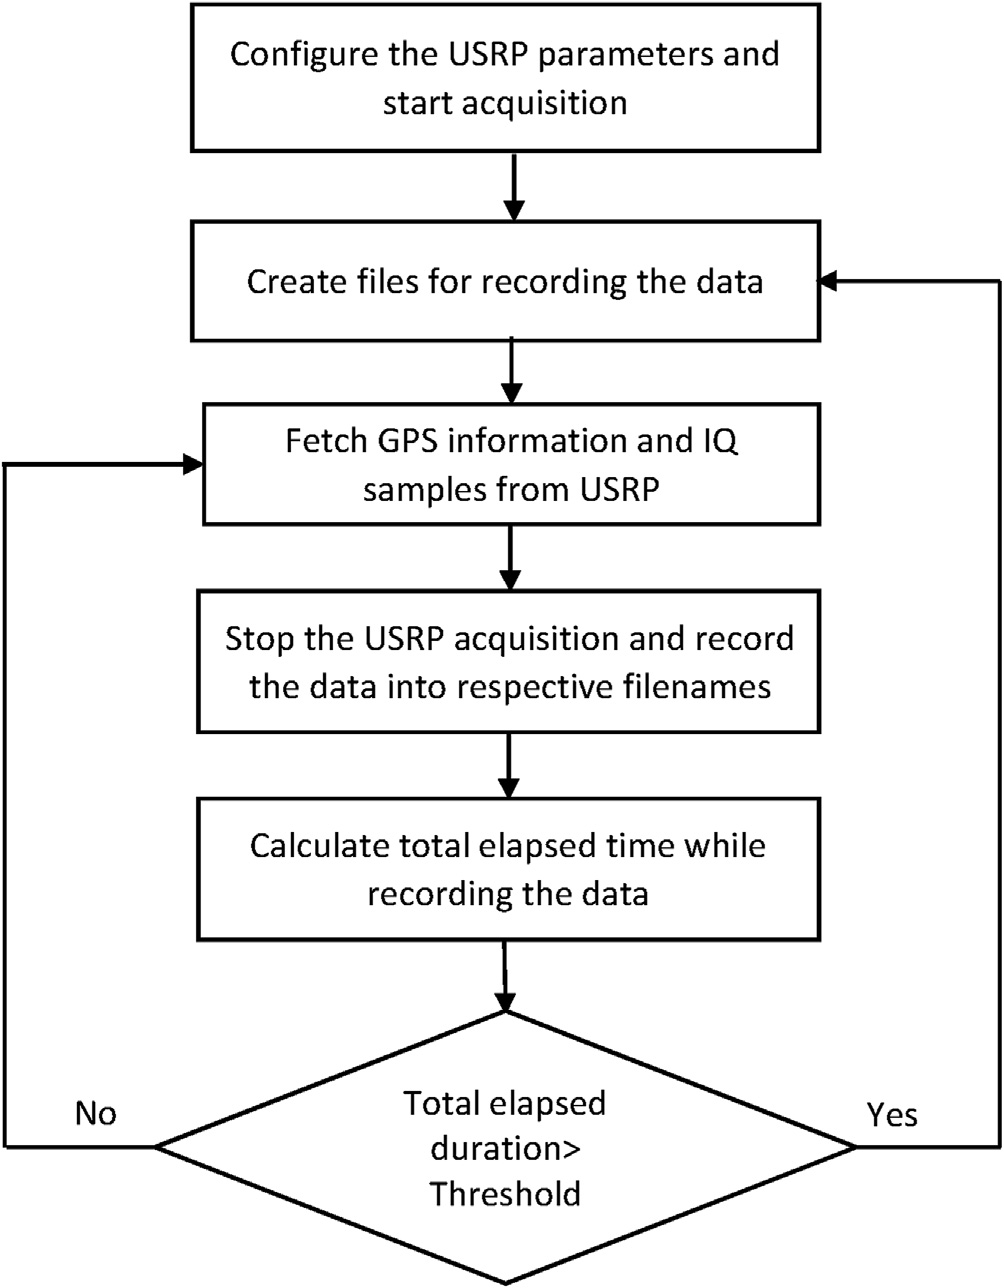 Configure the USRP parameters and
start acquisition
Create files for recording the data
Fetch GPS information and IQ
samples from USRP
Stop the USRP acquisition and record
the data into respective filenames
Calculate total elapsed time while
recording the data
No
Total elapsed
duration>
Threshold
Yes